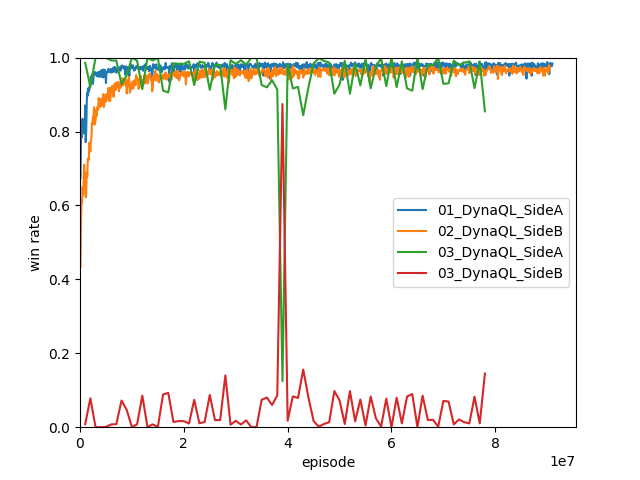 1.0
0.8
0.6
0.4
0.2
0.0
win rate
01_DynaQL_SideA
02_DynaQL_SideB
03_DynaQL_SideA
03_DynaQL_SideB
0 2 4 6 8
1e7
episode